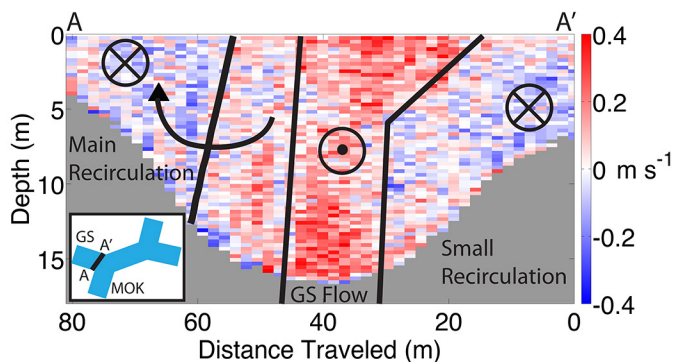 A
A′
0
5
10
15
Depth (m)
Main
Recirculation
GS
A′
A
MOK
GS Flow
Small
Recirculation
80
60
40
20
0
Distance Traveled (m)
0.4
0.2
0 m s⁻¹
-0.2
-0.4